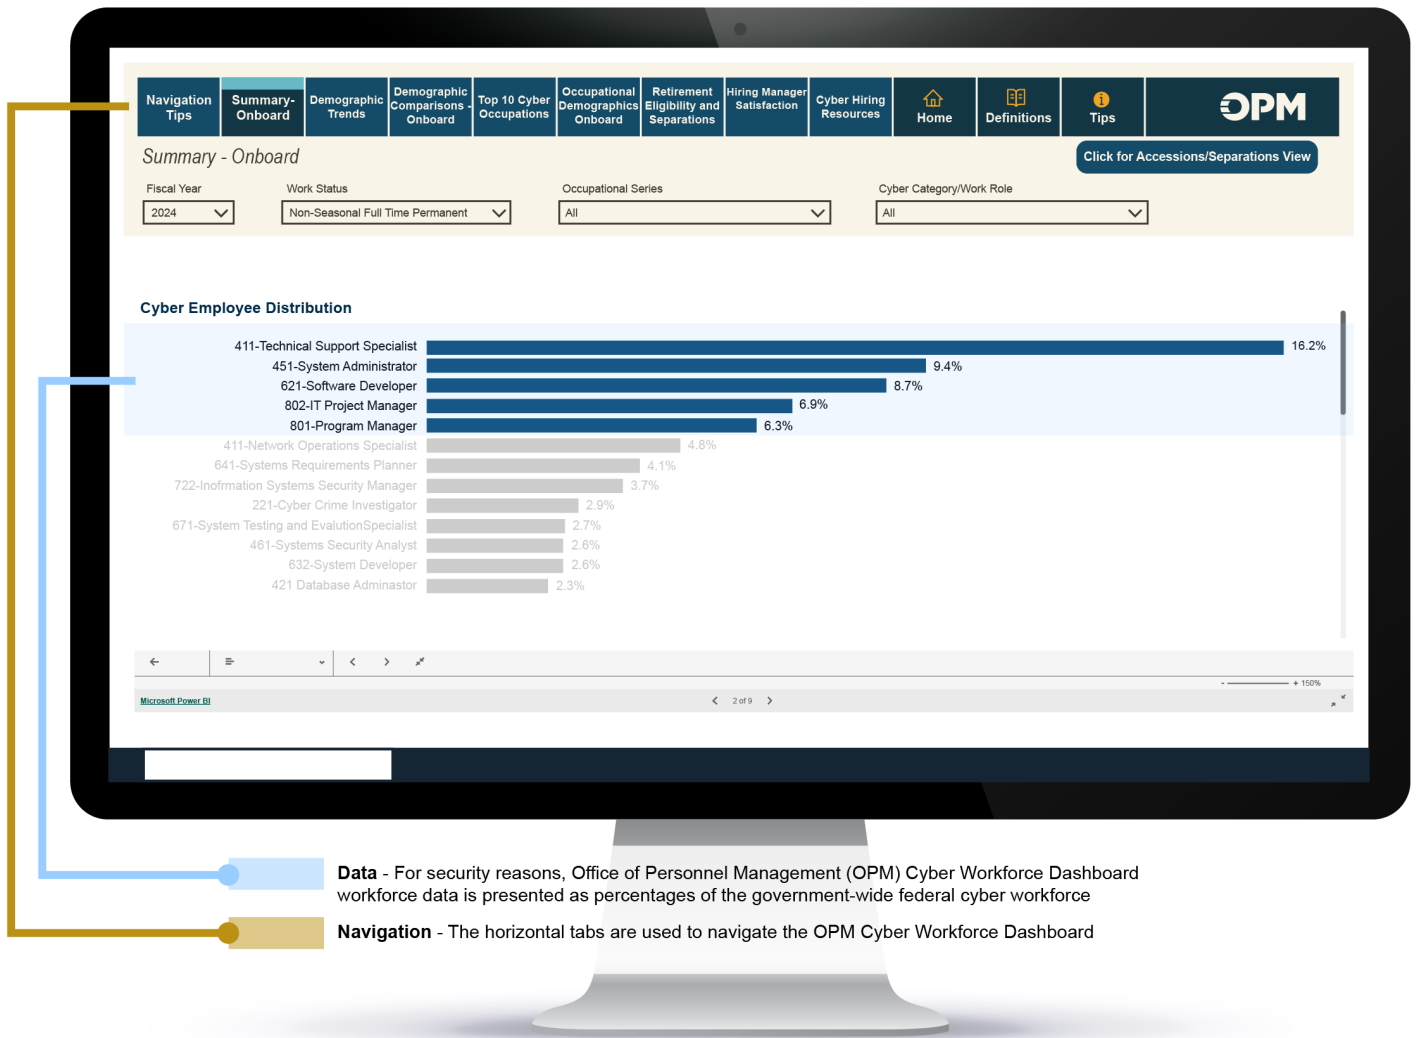 Navigation
Tips
Summary-
Onboard
Demographic
Trends
Demographic
Comparisons -
Onboard
Top 10 Cyber
Occupations
Occupational
Demographics
Onboard
Retirement
Eligibility and
Separations
Hiring Manager
Satisfaction
Cyber Hiring
Resources
Home
Definitions
Tips
OPM
Summary - Onboard
Click for Accessions/Separations View
Fiscal Year
2024
Work Status
Non-Seasonal Full Time Permanent
Occupational Series
All
Cyber Category/Work Role
All
Cyber Employee Distribution
411-Technical Support Specialist 16.2%
451-System Administrator 9.4%
621-Software Developer 8.7%
802-IT Project Manager 6.9%
801-Program Manager 6.3%
411-Network Operations Specialist 4.8%
641-Systems Requirements Planner 4.1%
722-Inofrmation Systems Security Manager 3.7%
221-Cyber Crime Investigator 2.9%
671-System Testing and EvalutionSpecialist 2.7%
461-Systems Security Analyst 2.6%
632-System Developer 2.6%
421 Database Adminastor 2.3%
- + 150%
Microsoft Power BI
2 of 9
Data - For security reasons, Office of Personnel Management (OPM) Cyber Workforce Dashboard
workforce data is presented as percentages of the government-wide federal cyber workforce
Navigation - The horizontal tabs are used to navigate the OPM Cyber Workforce Dashboard